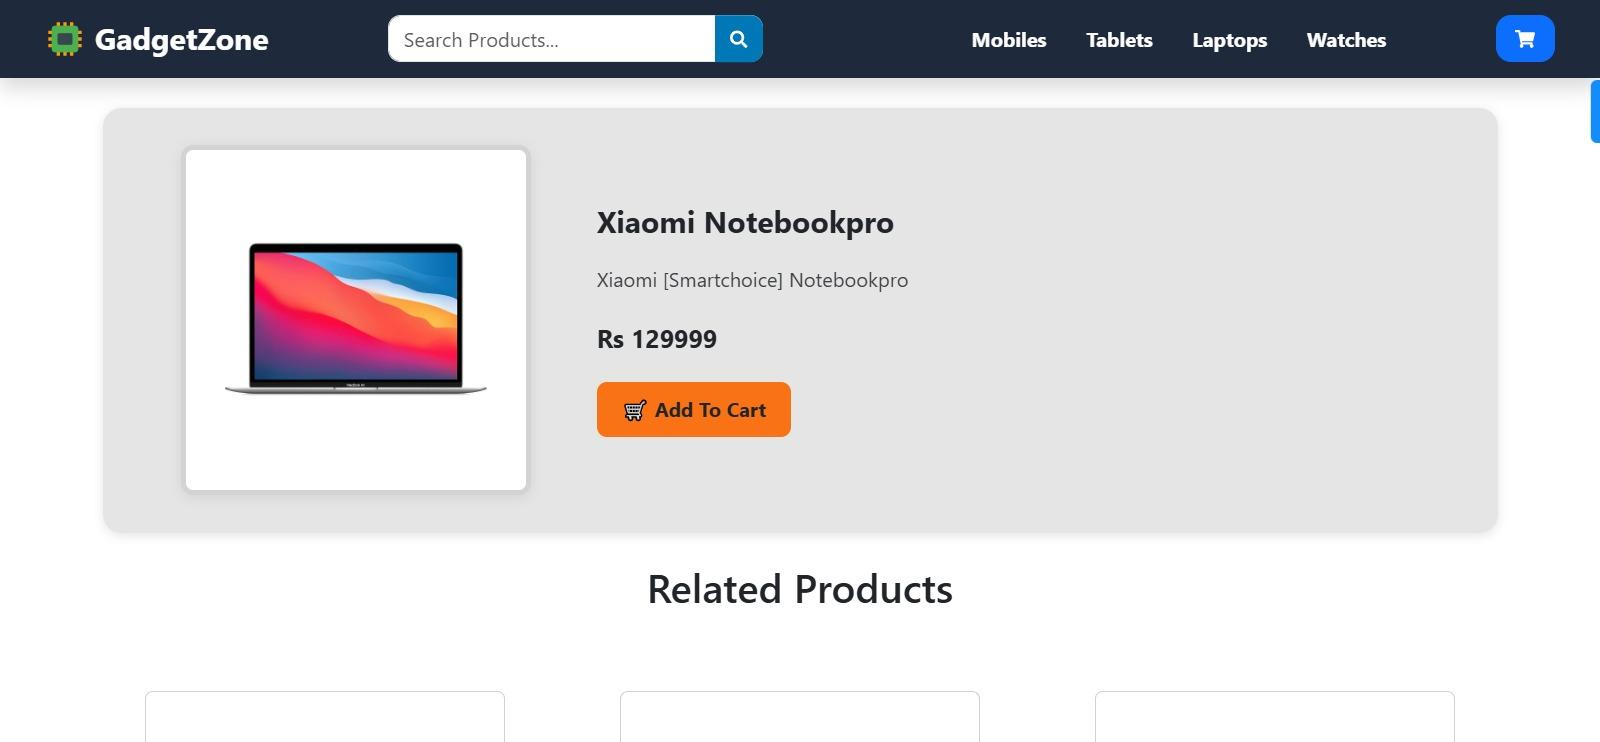 GadgetZone
Search Products...
Mobiles
Tablets
Laptops
Watches
Xiaomi Notebookpro
Xiaomi [Smartchoice] Notebookpro
Rs 129999
Add To Cart
Related Products